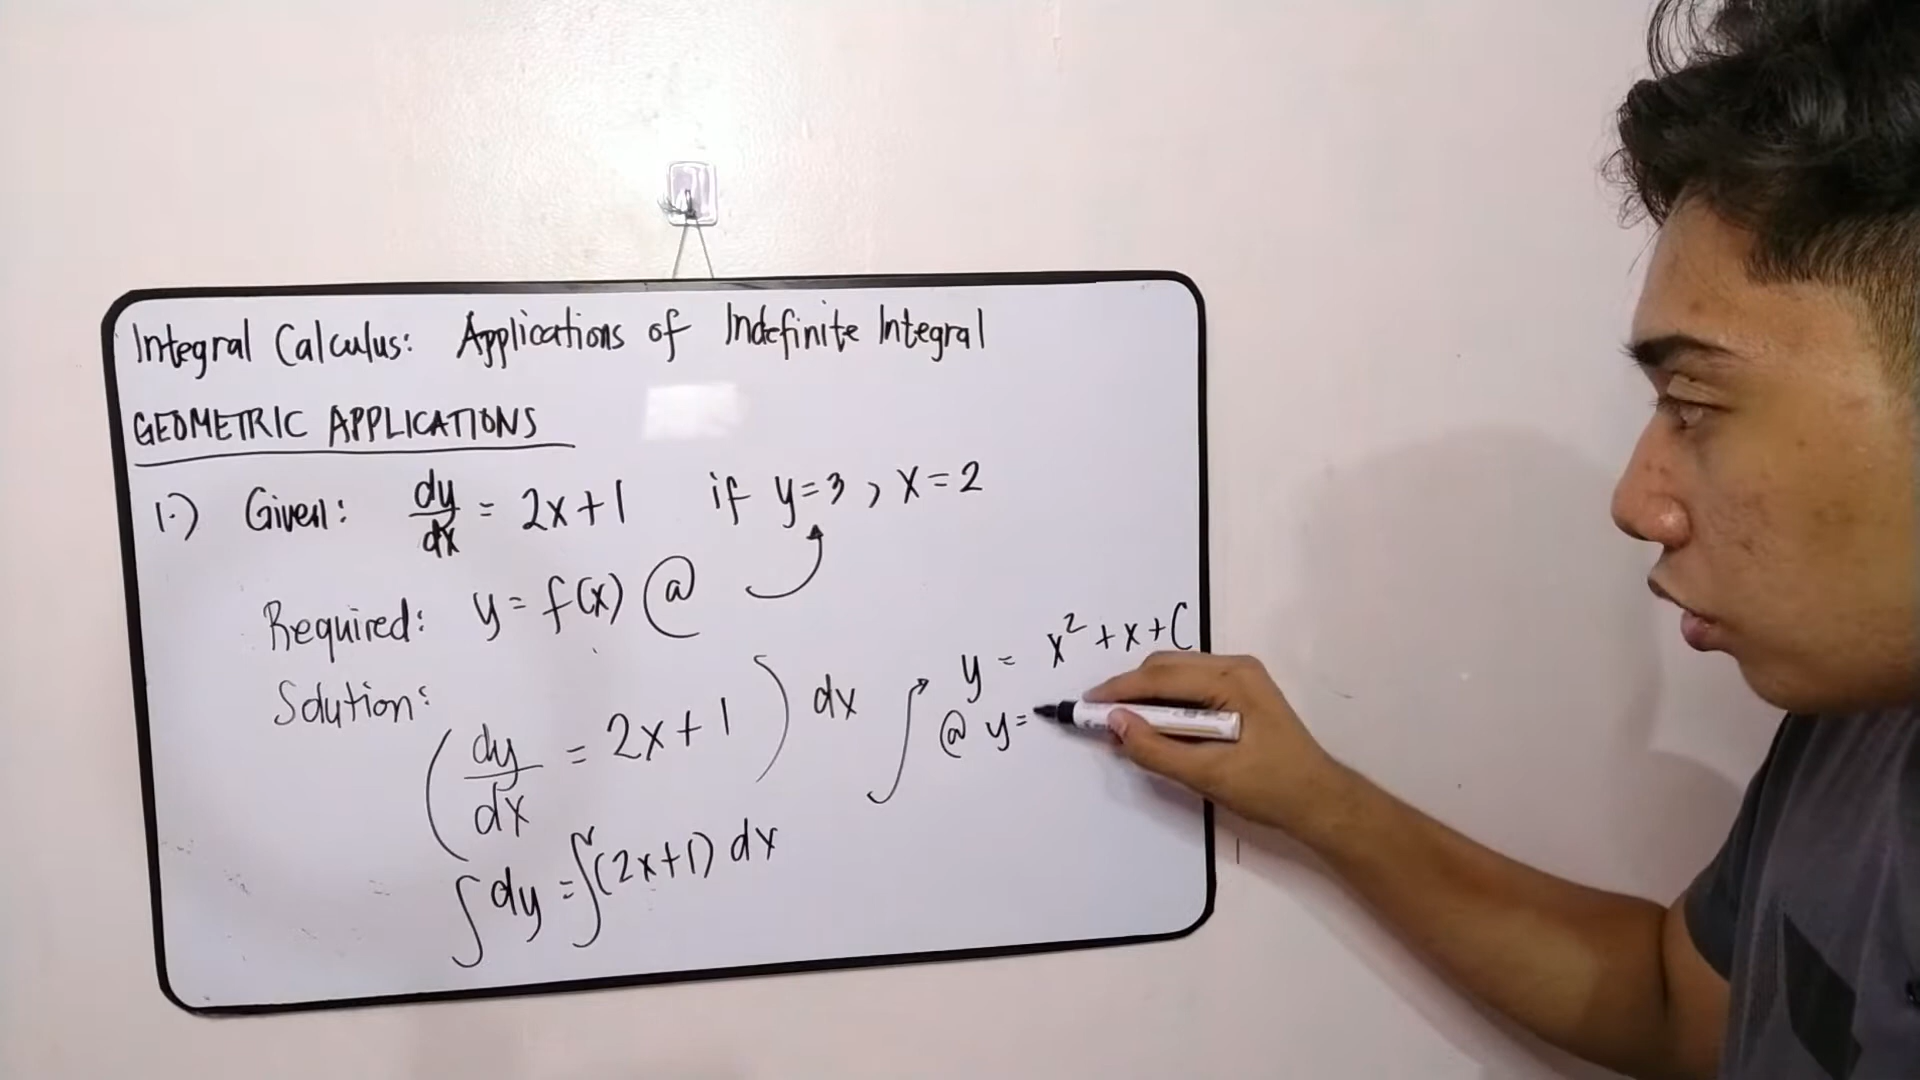 Integral Calculus: Applications of Indefinite Integral
GEOMETRIC APPLICATIONS
1.) Given: dy/dx = 2x+1 if y=3, x=2
Required: y = f(x) @
Solution:
(dy/dx = 2x+1) dx
∫dy = ∫(2x+1) dx
y = x² + x + C
@ y=